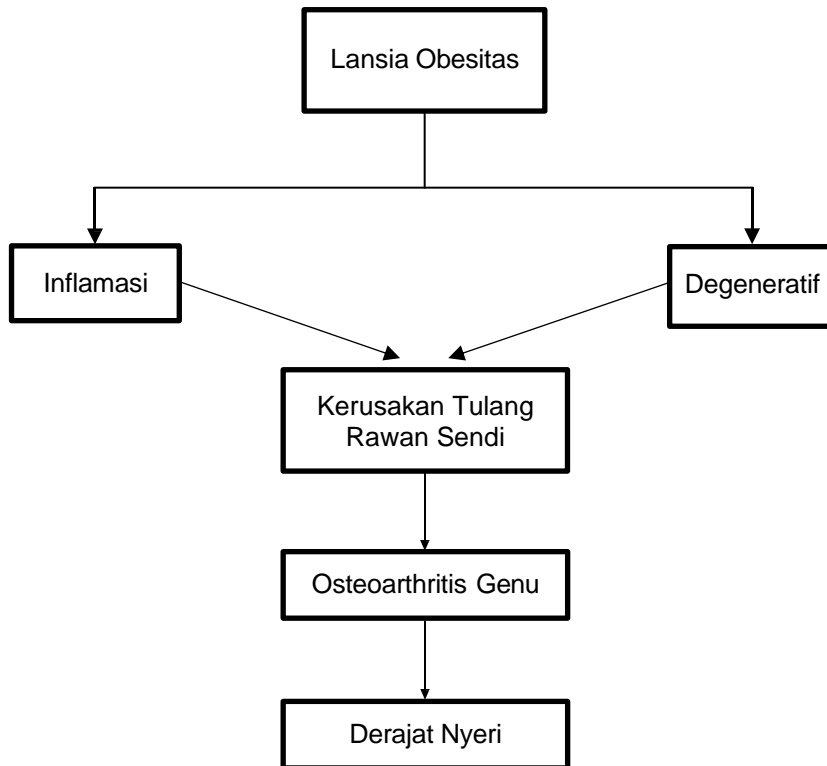 Lansia Obesitas
Inflamasi
Degeneratif
Kerusakan Tulang
Rawan Sendi
Osteoarthritis Genu
Derajat Nyeri